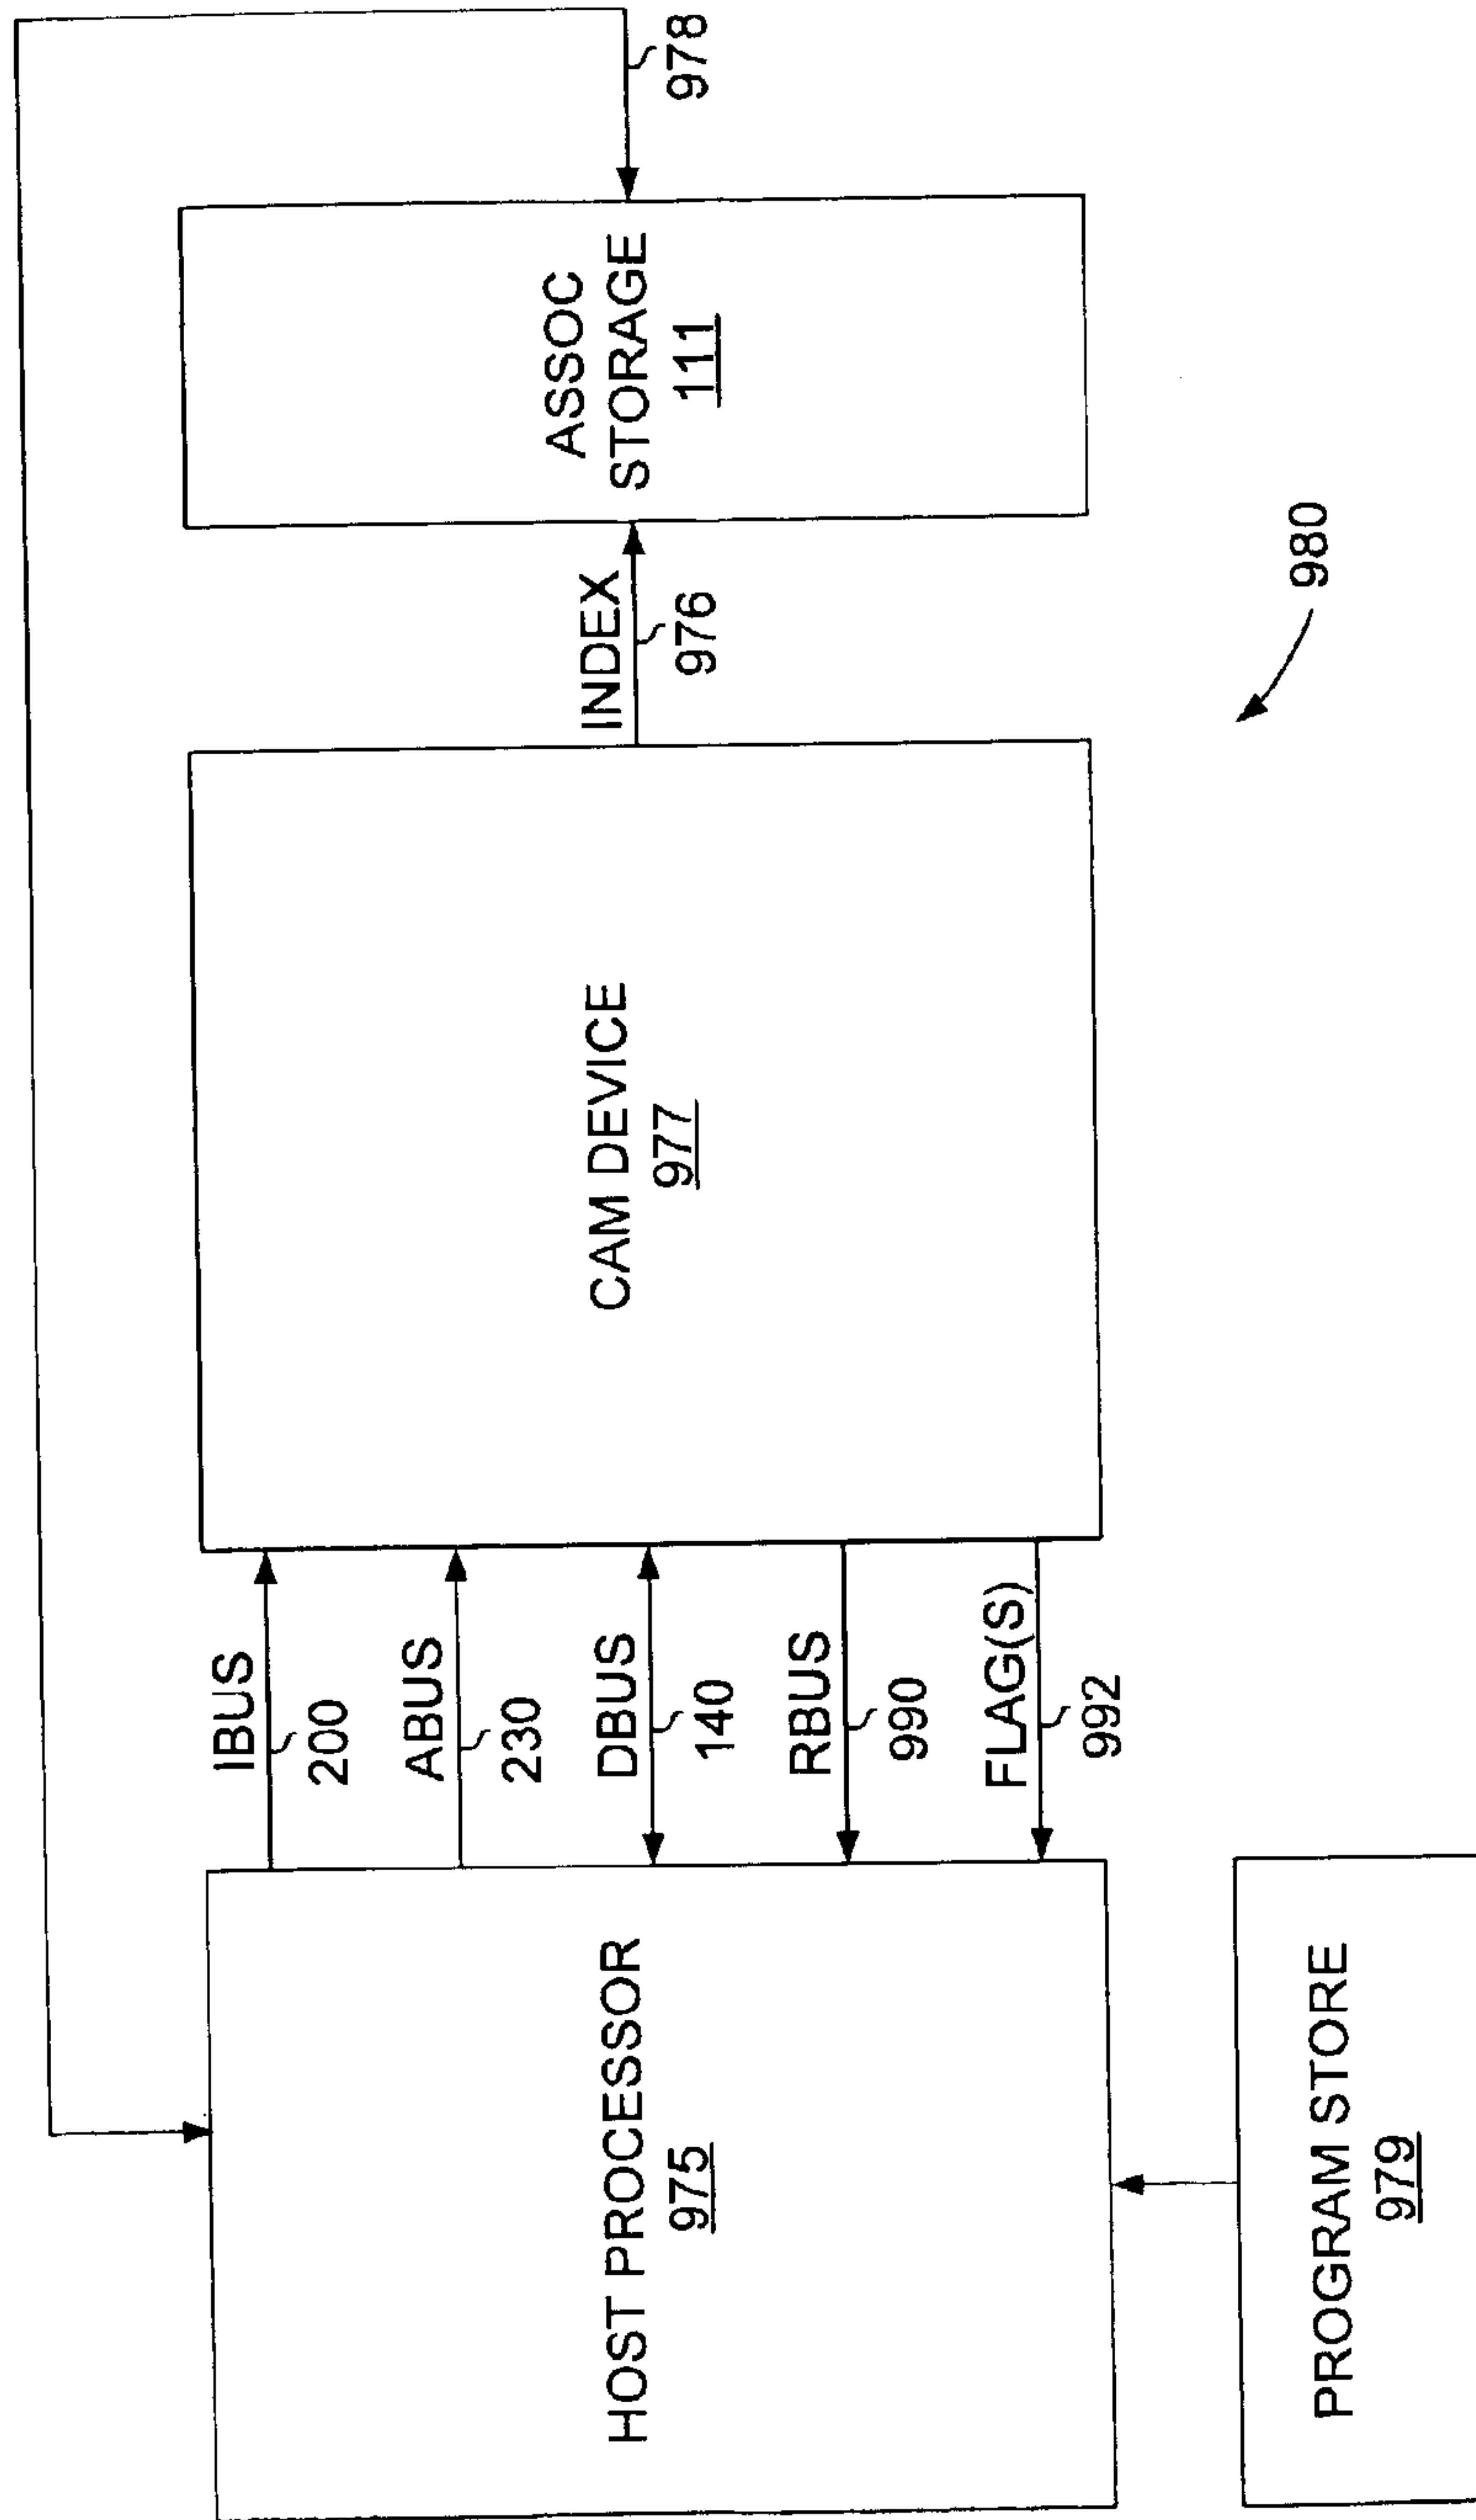 978
IBUS
200
ABUS
230
DBUS
140
RBUS
990
FLAG(S)
992
HOST PROCESSOR
975
CAM DEVICE
977
INDEX
976
ASSOC
STORAGE
111
PROGRAM STORE
979
980